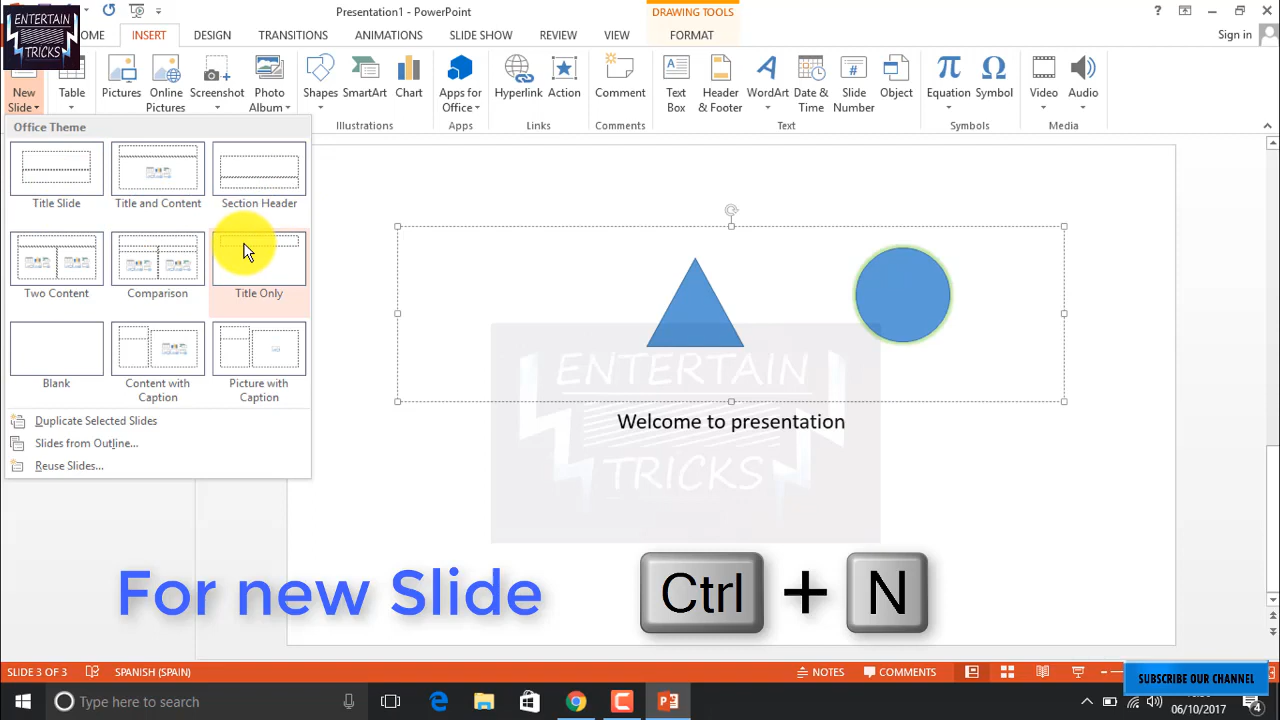 Presentation1 - PowerPoint
DRAWING TOOLS
?
ENTERTAIN
TRICKS
OME
INSERT
DESIGN
TRANSITIONS
ANIMATIONS
SLIDE SHOW
REVIEW
VIEW
FORMAT
Sign in
New
Slide
Table
Pictures
Online
Pictures
Screenshot
Photo
Album
Shapes
SmartArt
Chart
Apps for
Office
Hyperlink
Action
Comment
Text
Box
Header
& Footer
WordArt
Date &
Time
Slide
Number
Object
Equation
Symbol
Video
Audio
Illustrations
Apps
Links
Comments
Text
Symbols
Media
Office Theme
Title Slide
Title and Content
Section Header
Two Content
Comparison
Title Only
Blank
Content with
Caption
Picture with
Caption
Duplicate Selected Slides
Slides from Outline...
Reuse Slides...
ENTERTAIN
Welcome to presentation
TRICKS
For new Slide
Ctrl + N
SLIDE 3 OF 3
SPANISH (SPAIN)
NOTES
COMMENTS
SUBSCRIBE OUR CHANNEL
Type here to search
06/10/2017
4